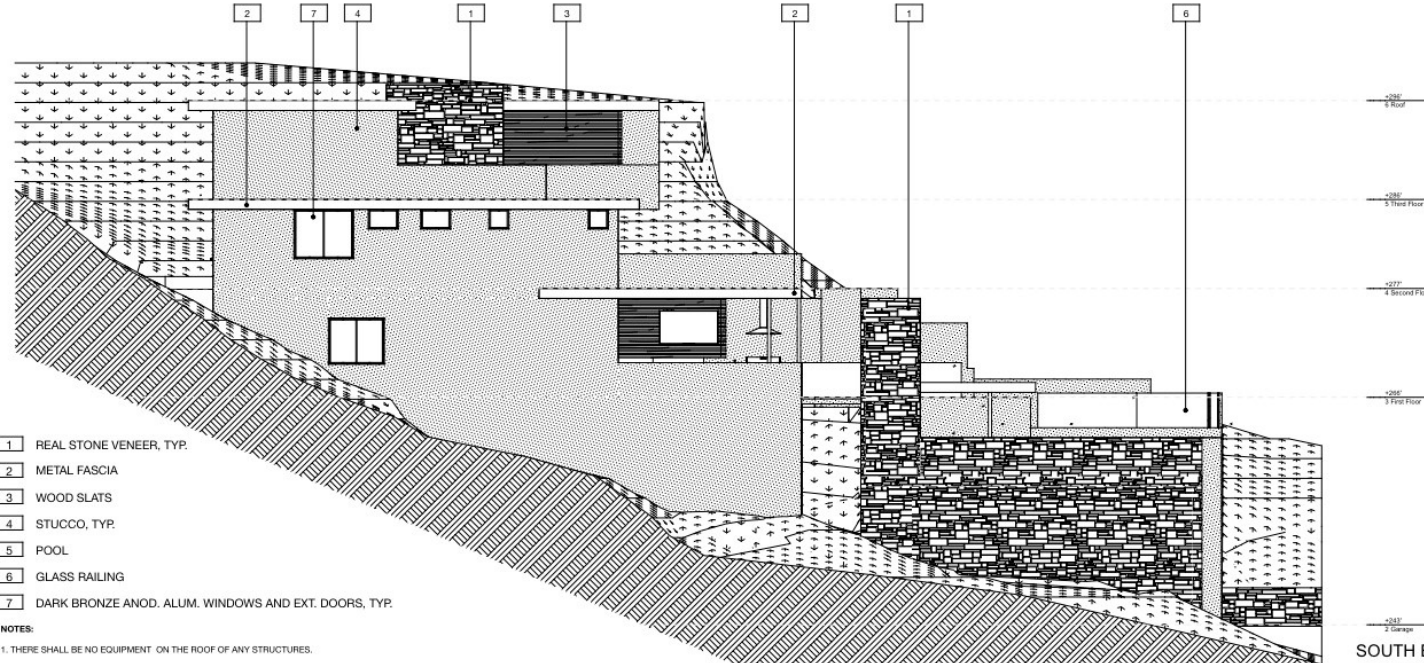 2 7 4 1 3 2 1 6
+296'
6 Roof
+286'
5 Third Floor
+277'
4 Second Flo
+266'
3 First Floor
1 REAL STONE VENEER, TYP.
2 METAL FASCIA
3 WOOD SLATS
4 STUCCO, TYP.
5 POOL
6 GLASS RAILING
7 DARK BRONZE ANOD. ALUM. WINDOWS AND EXT. DOORS, TYP.
NOTES:
1. THERE SHALL BE NO EQUIPMENT ON THE ROOF OF ANY STRUCTURES.
+243'
2 Garage
SOUTH